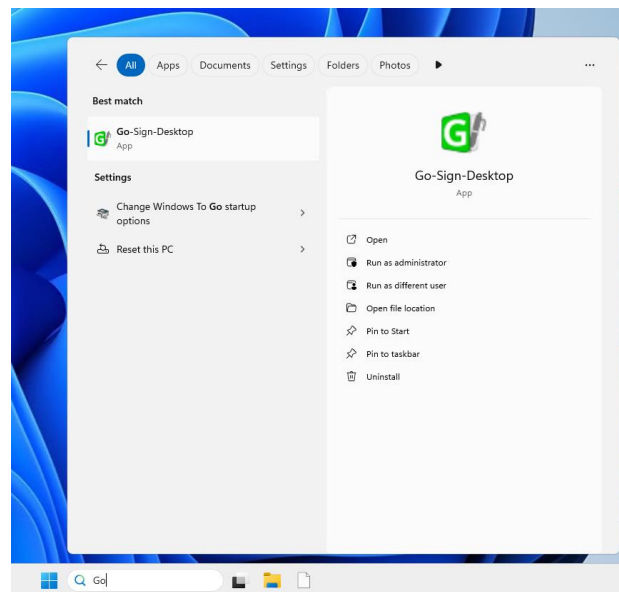 All Apps Documents Settings Folders Photos
Best match
Go-Sign-Desktop
App
Settings
Change Windows To Go startup
options
Reset this PC
G
Go-Sign-Desktop
App
Open
Run as administrator
Run as different user
Open file location
Pin to Start
Pin to taskbar
Uninstall
Go